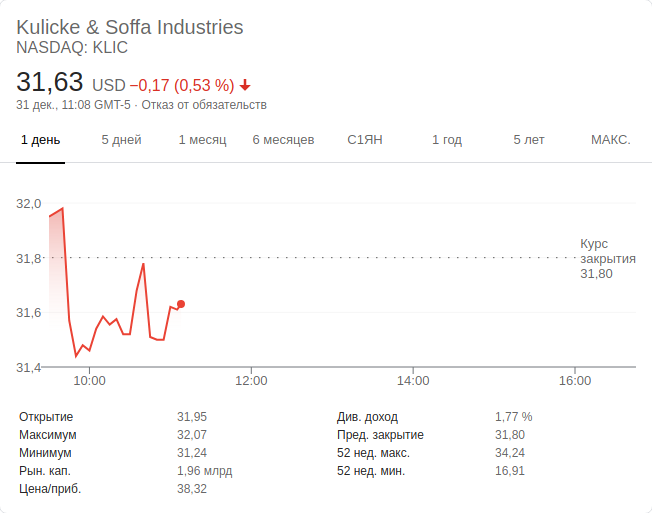 Kulicke & Soffa Industries
NASDAQ: KLIC
31,63 USD −0,17 (0,53 %)
31 дек., 11:08 GMT-5 · Отказ от обязательств
1 день 5 дней 1 месяц 6 месяцев С1ЯН 1 год 5 лет МАКС.
32,0
31,8
31,6
31,4
Курс
закрытия
31,80
10:00 12:00 14:00 16:00
Открытие 31,95
Максимум 32,07
Минимум 31,24
Рын. кап. 1,96 млрд
Цена/приб. 38,32
Див. доход 1,77 %
Пред. закрытие 31,80
52 нед. макс. 34,24
52 нед. мин. 16,91